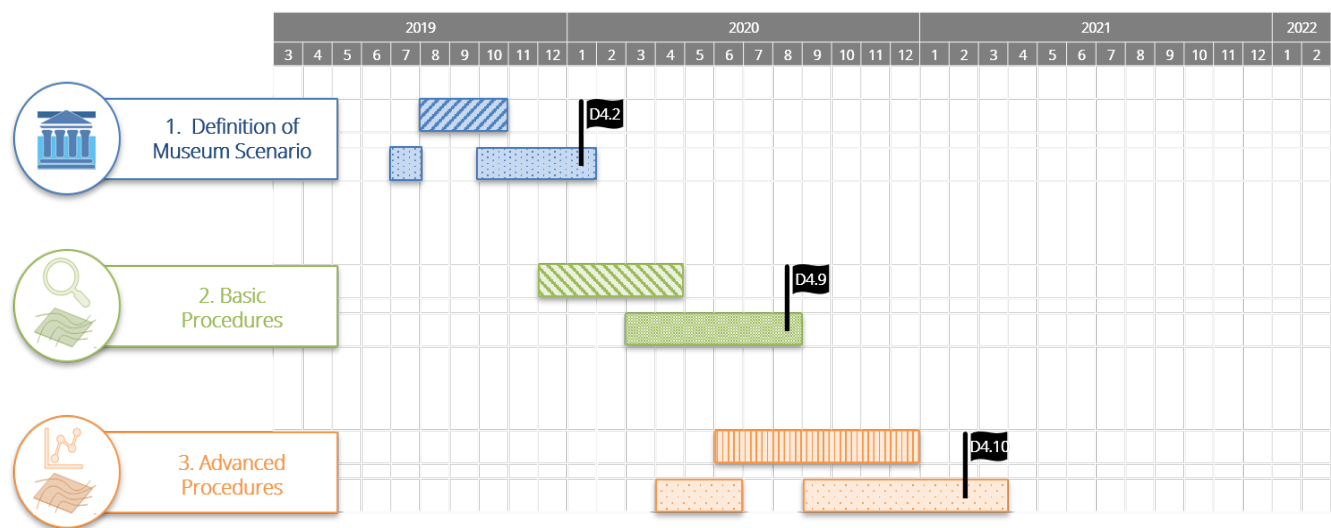 2019 2020 2021 2022
3 4 5 6 7 8 9 10 11 12 1 2 3 4 5 6 7 8 9 10 11 12 1 2 3 4 5 6 7 8 9 10 11 12 1 2
1. Definition of
Museum Scenario
D4.2
2. Basic
Procedures
D4.9
3. Advanced
Procedures
D4.10